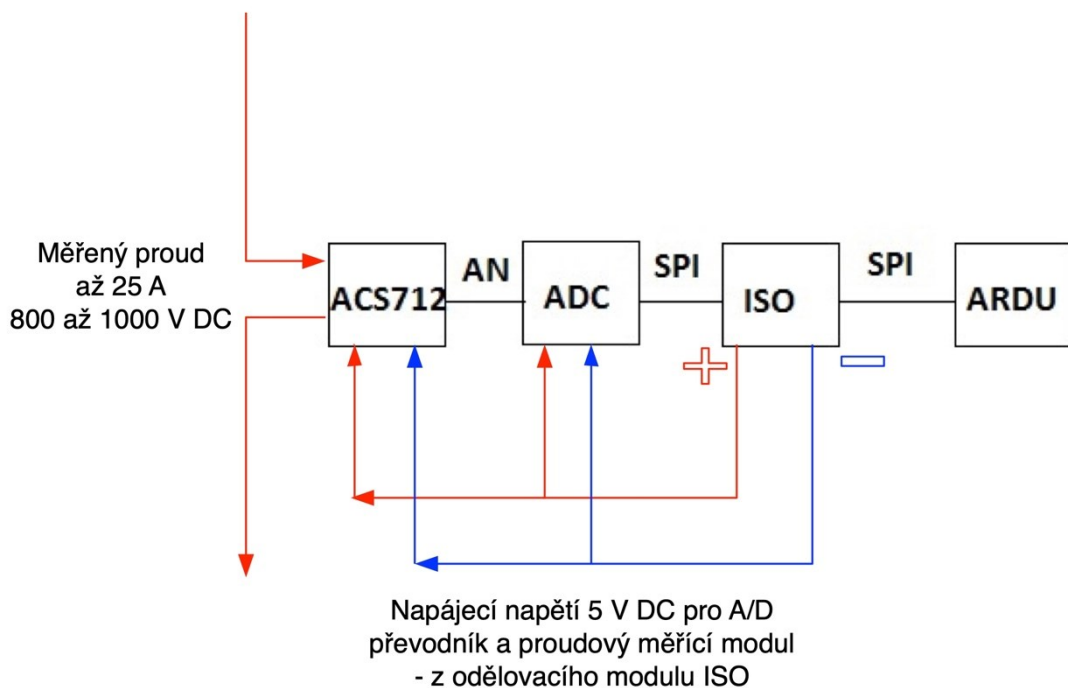 Měřený proud
až 25 A
800 až 1000 V DC
ACS712
AN
ADC
SPI
ISO
SPI
ARDU
+
-
Napájecí napětí 5 V DC pro A/D
převodník a proudový měřící modul
- z odělovacího modulu ISO